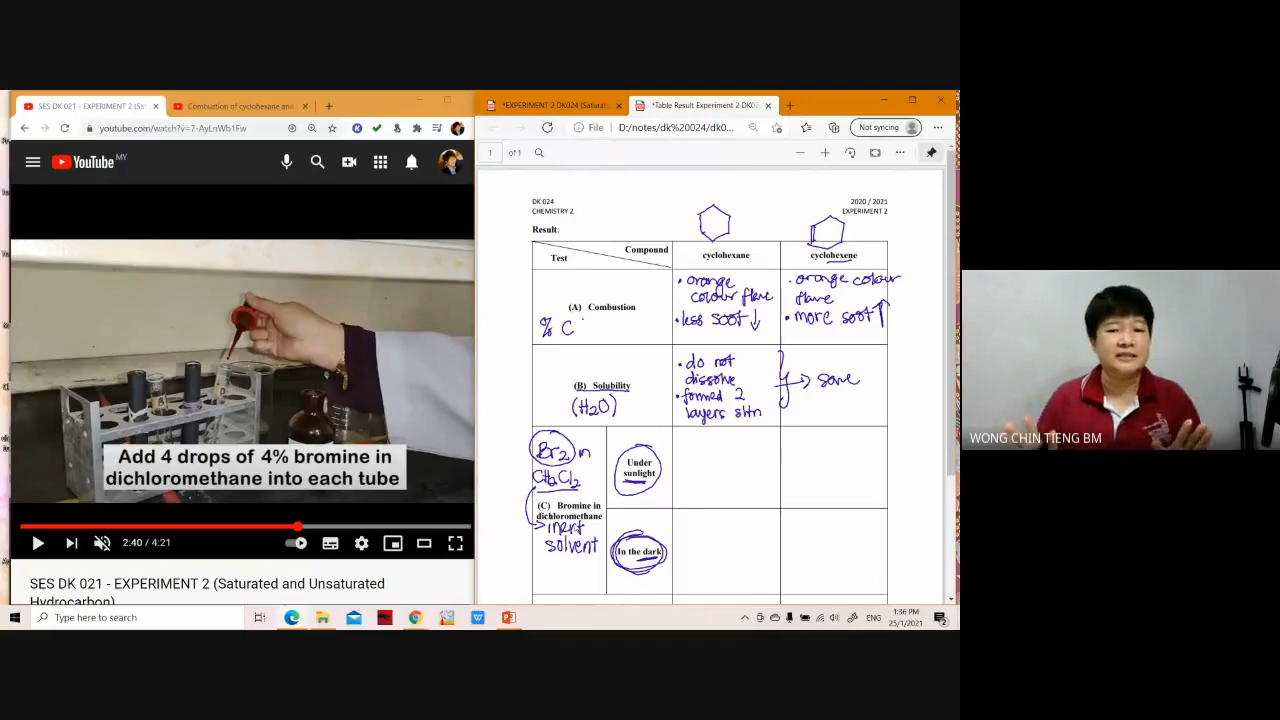 SES DK 021 - EXPERIMENT 2 (Sat
Combustion of cyclohexane and
youtube.com/watch?v=7-AyLnWb1Fw
YouTube MY
Add 4 drops of 4% bromine in
dichloromethane into each tube
2:40 / 4:21
SES DK 021 - EXPERIMENT 2 (Saturated and Unsaturated
Hydrocarbon)
*EXPERIMENT 2 DK024 (Saturat
*Table Result Experiment 2 DK02
File D:/notes/dk%20024/dk0...
Not syncing
1 of 1
DK 024
CHEMISTRY 2
2020 / 2021
EXPERIMENT 2
Result:
Compound
Test
cyclohexane
cyclohexene
(A) Combustion
% C
• orange
colour flame
• less soot ↓
• orange colour
flame
• more soot ↑
(B) Solubility
(H2O)
• do not
dissolve
• formed 2
layers sltn
→ same
Br2 in
CH2Cl2
(C) Bromine in
dichloromethane
→ inert
solvent
Under
sunlight
In the dark
Type here to search
ENG
1:36 PM
25/1/2021
2
WONG CHIN TIENG BM